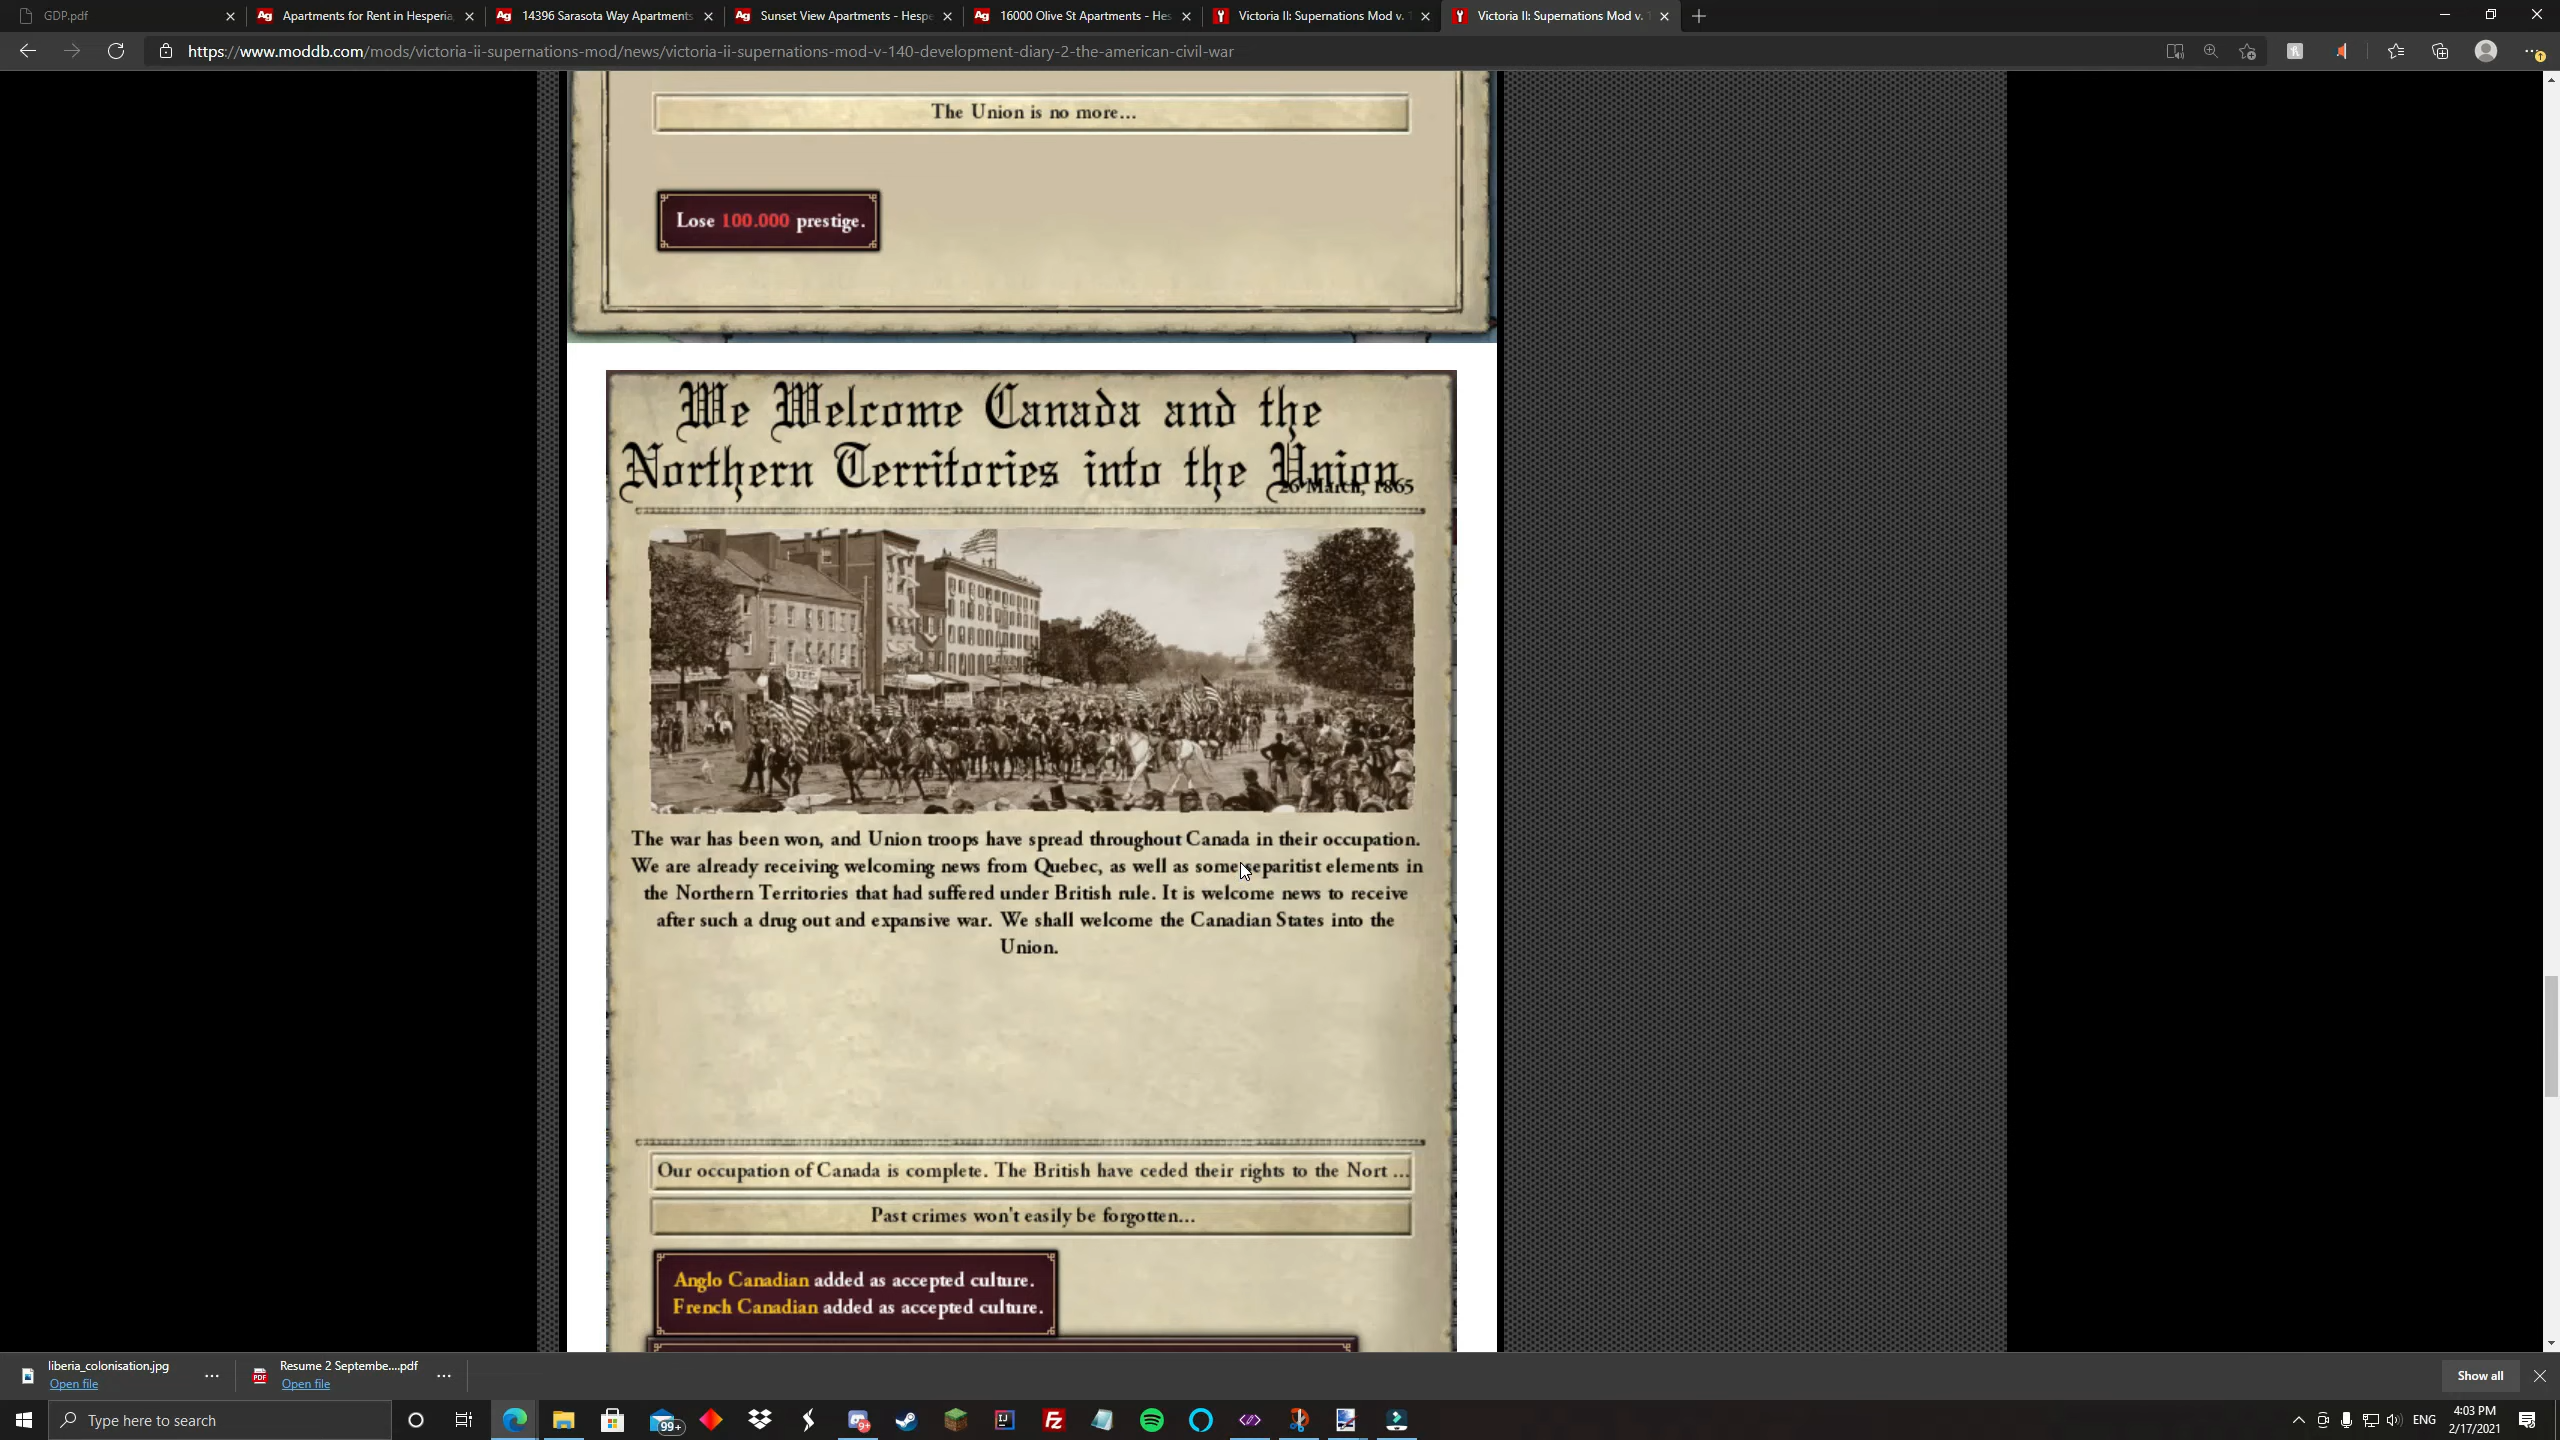 GDP.pdf
Apartments for Rent in Hesperia,
14396 Sarasota Way Apartments
Sunset View Apartments - Hespe
16000 Olive St Apartments - Hes
Victoria II: Supernations Mod v. 1
Victoria II: Supernations Mod v. 1
https://www.moddb.com/mods/victoria-ii-supernations-mod/news/victoria-ii-supernations-mod-v-140-development-diary-2-the-american-civil-war
The Union is no more...
Lose 100.000 prestige.
We Welcome Canada and the
Northern Territories into the Union
26 March, 1865
The war has been won, and Union troops have spread throughout Canada in their occupation.
We are already receiving welcoming news from Quebec, as well as some separitist elements in
the Northern Territories that had suffered under British rule. It is welcome news to receive
after such a drug out and expansive war. We shall welcome the Canadian States into the
Union.
Our occupation of Canada is complete. The British have ceded their rights to the Nort ...
Past crimes won't easily be forgotten...
Anglo Canadian added as accepted culture.
French Canadian added as accepted culture.
liberia_colonisation.jpg
Open file
Resume 2 Septembe....pdf
Open file
Show all
Type here to search
99+
9+
ENG
4:03 PM
2/17/2021